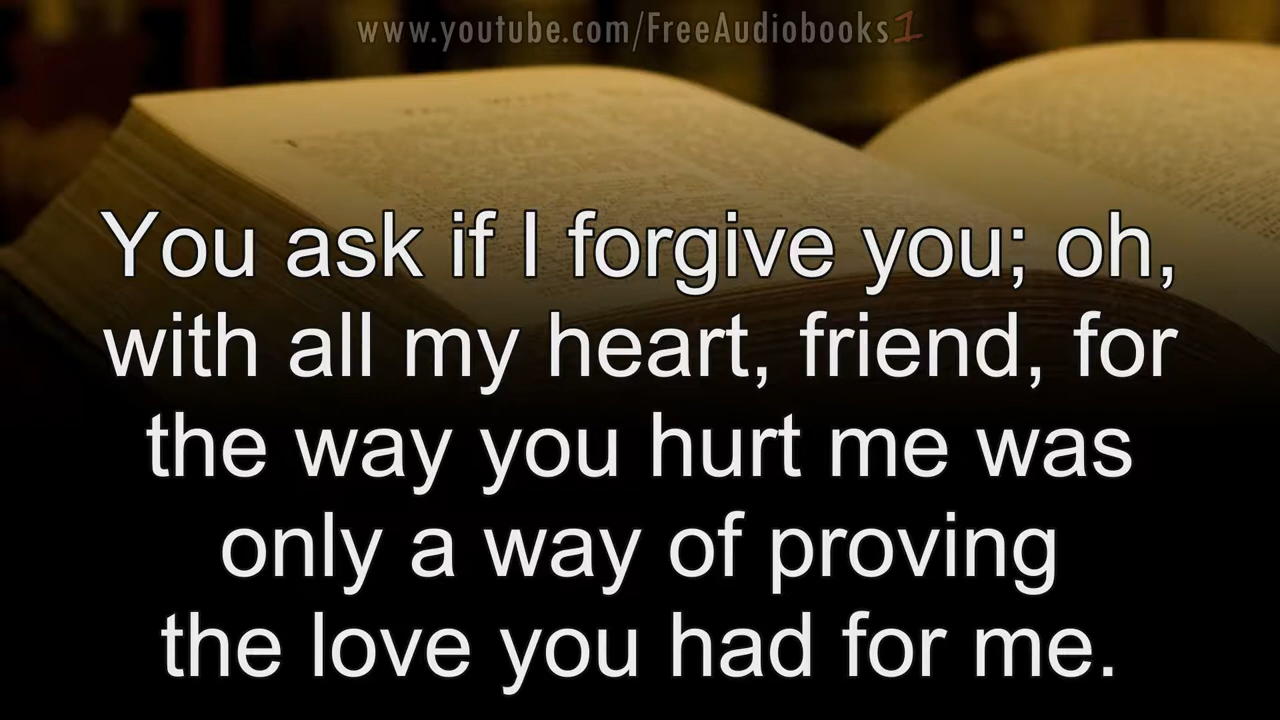 www.youtube.com/FreeAudiobooks1
You ask if I forgive you; oh,
with all my heart, friend, for
the way you hurt me was
only a way of proving
the love you had for me.